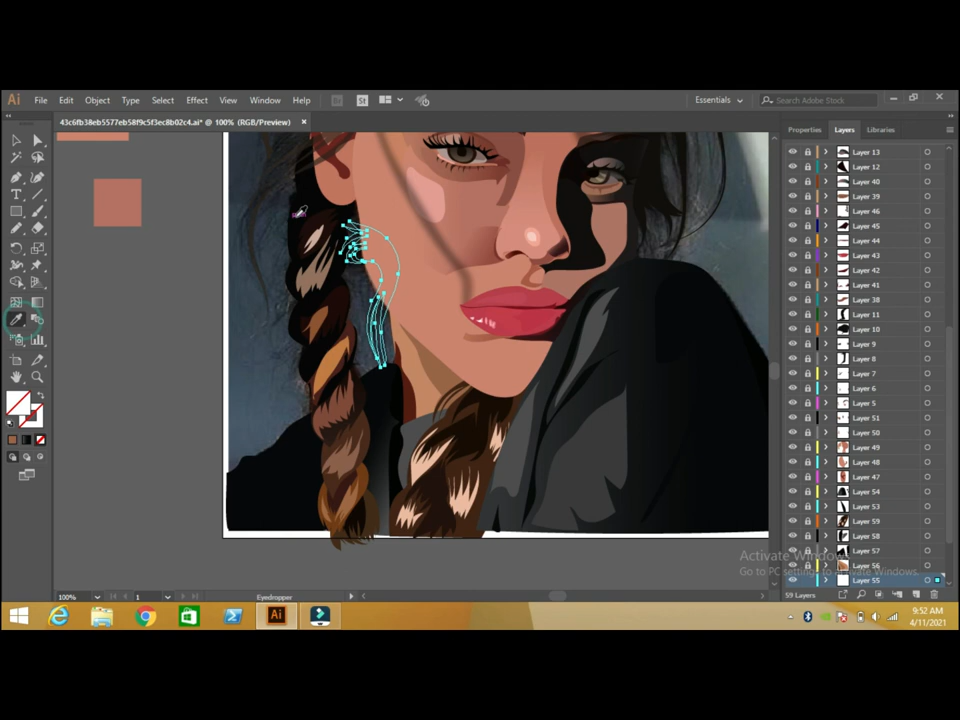 Ai File Edit Object Type Select Effect View Window Help Br St Essentials Search Adobe Stock
43c6fb38eb5577eb58f9c5f3ec8b02c4.ai* @ 100% (RGB/Preview) ×
Properties Layers Libraries
Layer 13
Layer 12
Layer 40
Layer 39
Layer 46
Layer 45
Layer 44
Layer 43
Layer 42
Layer 41
Layer 38
Layer 11
Layer 10
Layer 9
Layer 8
Layer 7
Layer 6
Layer 5
Layer 51
Layer 50
Layer 49
Layer 48
Layer 47
Layer 54
Layer 53
Layer 59
Layer 58
Layer 57
Layer 56
Layer 55
Activate Windows
Go to PC settings to activate Windows.
100% 1 Eyedropper 59 Layers
Ai
9:52 AM
4/11/2021